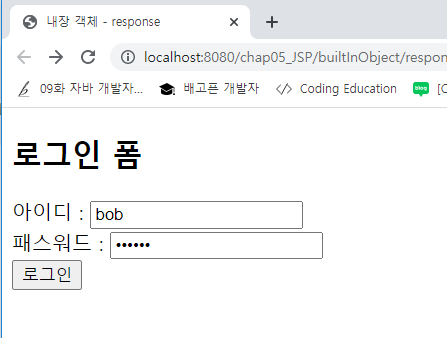 내장 객체 - response
localhost:8080/chap05_JSP/builtInObject/respon
09화 자바 개발자... 배고픈 개발자 Coding Education blog [C
로그인 폼
아이디 : bob
패스워드 : ••••••
로그인